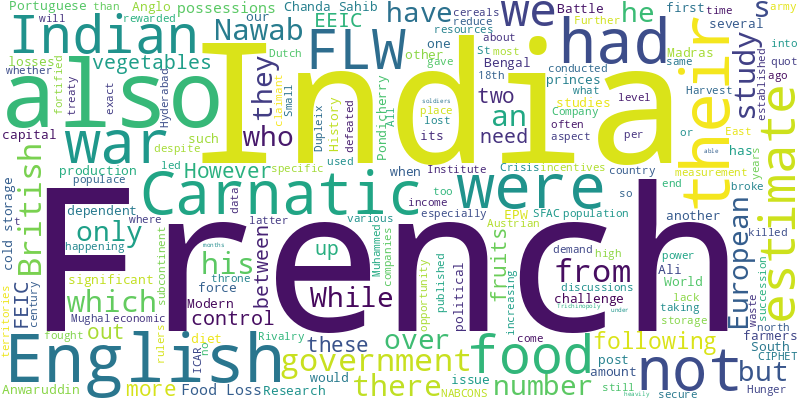 Portuguese than Anglo possessions Chanda Sahib cereals our first time army
will rewarded Indian Nawab EEIC have one reduce resources we Further Battle he s
losses vegetables FLW other about Dutch St most gave Bengal 18th conducted princes had Madras same into quot
whether fortified treaty exact Hyderabad they claimant Small Dupleix History defeated All Pondicherry two an need what studies Company often aspect per level or East their study ago established
also India war who place lost its Harvest has
capital such used
production However led specific Institute when Crisis incentives country years measurement
despite EPW SFAC population so end broke
populace Carnatic were income too especially another killed
British dependent only where data latter various Muhammed Austrian demand high discussions power
cold storage happening his between up companies opportunity published political fruits from Ali World European estimate
significant subcontinent throne force While increasing challenge lack succession
FEIC century which Modern control taking storage waste farmers
territories Mughal economic out fought rulers diet Rivalry these over food following north South CIPHET
French English ICAR no months government soldiers Trichinopoly come under able not but
Anwaruddin more Food Loss Research would there NABCONS number issue still heavily post amount secure Hunger